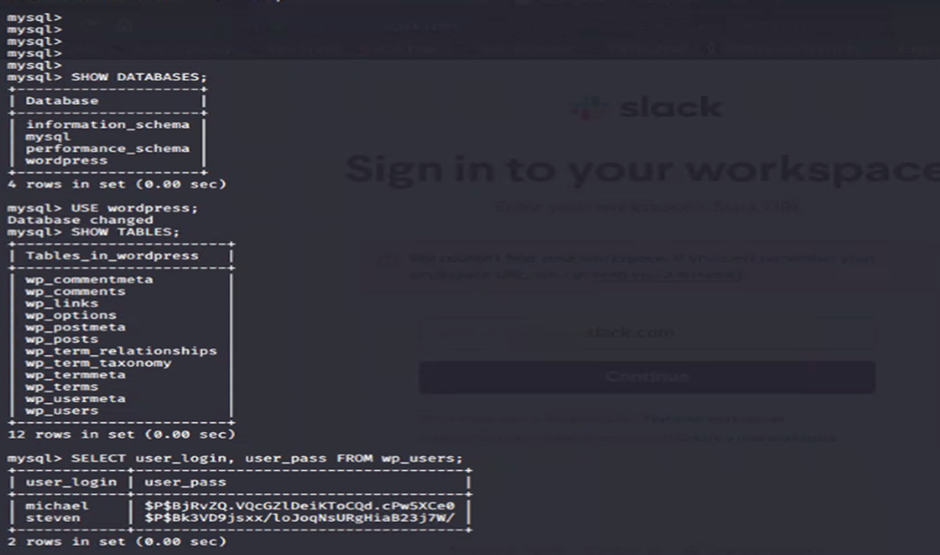 mysql>
mysql>
mysql>
mysql>
mysql>
mysql> SHOW DATABASES;
Database
information_schema
mysql
performance_schema
wordpress
4 rows in set (0.00 sec)
mysql> USE wordpress;
Database changed
mysql> SHOW TABLES;
Tables_in_wordpress
wp_commentmeta
wp_comments
wp_links
wp_options
wp_postmeta
wp_posts
wp_term_relationships
wp_term_taxonomy
wp_termmeta
wp_terms
wp_usermeta
wp_users
12 rows in set (0.00 sec)
mysql> SELECT user_login, user_pass FROM wp_users;
user_login | user_pass
michael | $P$BjRvZQ.VQcGZlDeiKToCQd.cPw5XCe0
steven | $P$Bk3VD9jsxx/loJoqNsURgHiaB23j7W/
2 rows in set (0.00 sec)
slack
Sign in to your workspace
slack.com
Continue